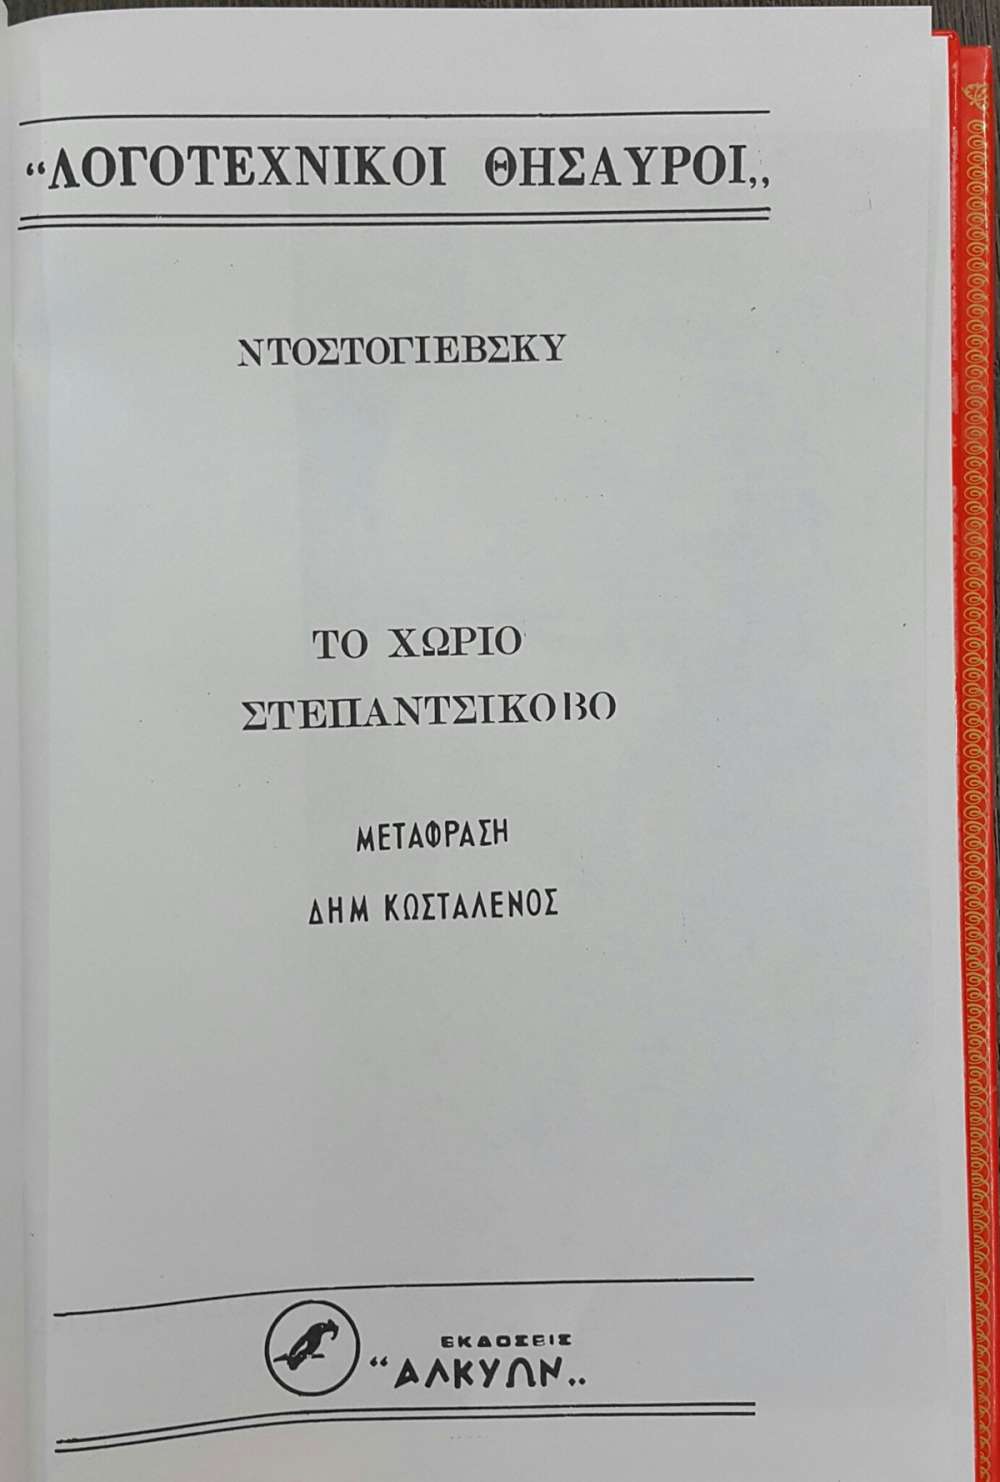 “ΛΟΓΟΤΕΧΝΙΚΟΙ ΘΗΣΑΥΡΟΙ„
ΝΤΟΣΤΟΓΙΕΒΣΚΥ
ΤΟ ΧΩΡΙΟ
ΣΤΕΠΑΝΤΣΙΚΟΒΟ
ΜΕΤΑΦΡΑΣΗ
ΔΗΜ ΚΩΣΤΑΛΕΝΟΣ
ΕΚΔΟΣΕΙΣ
“ΑΛΚΥΩΝ„